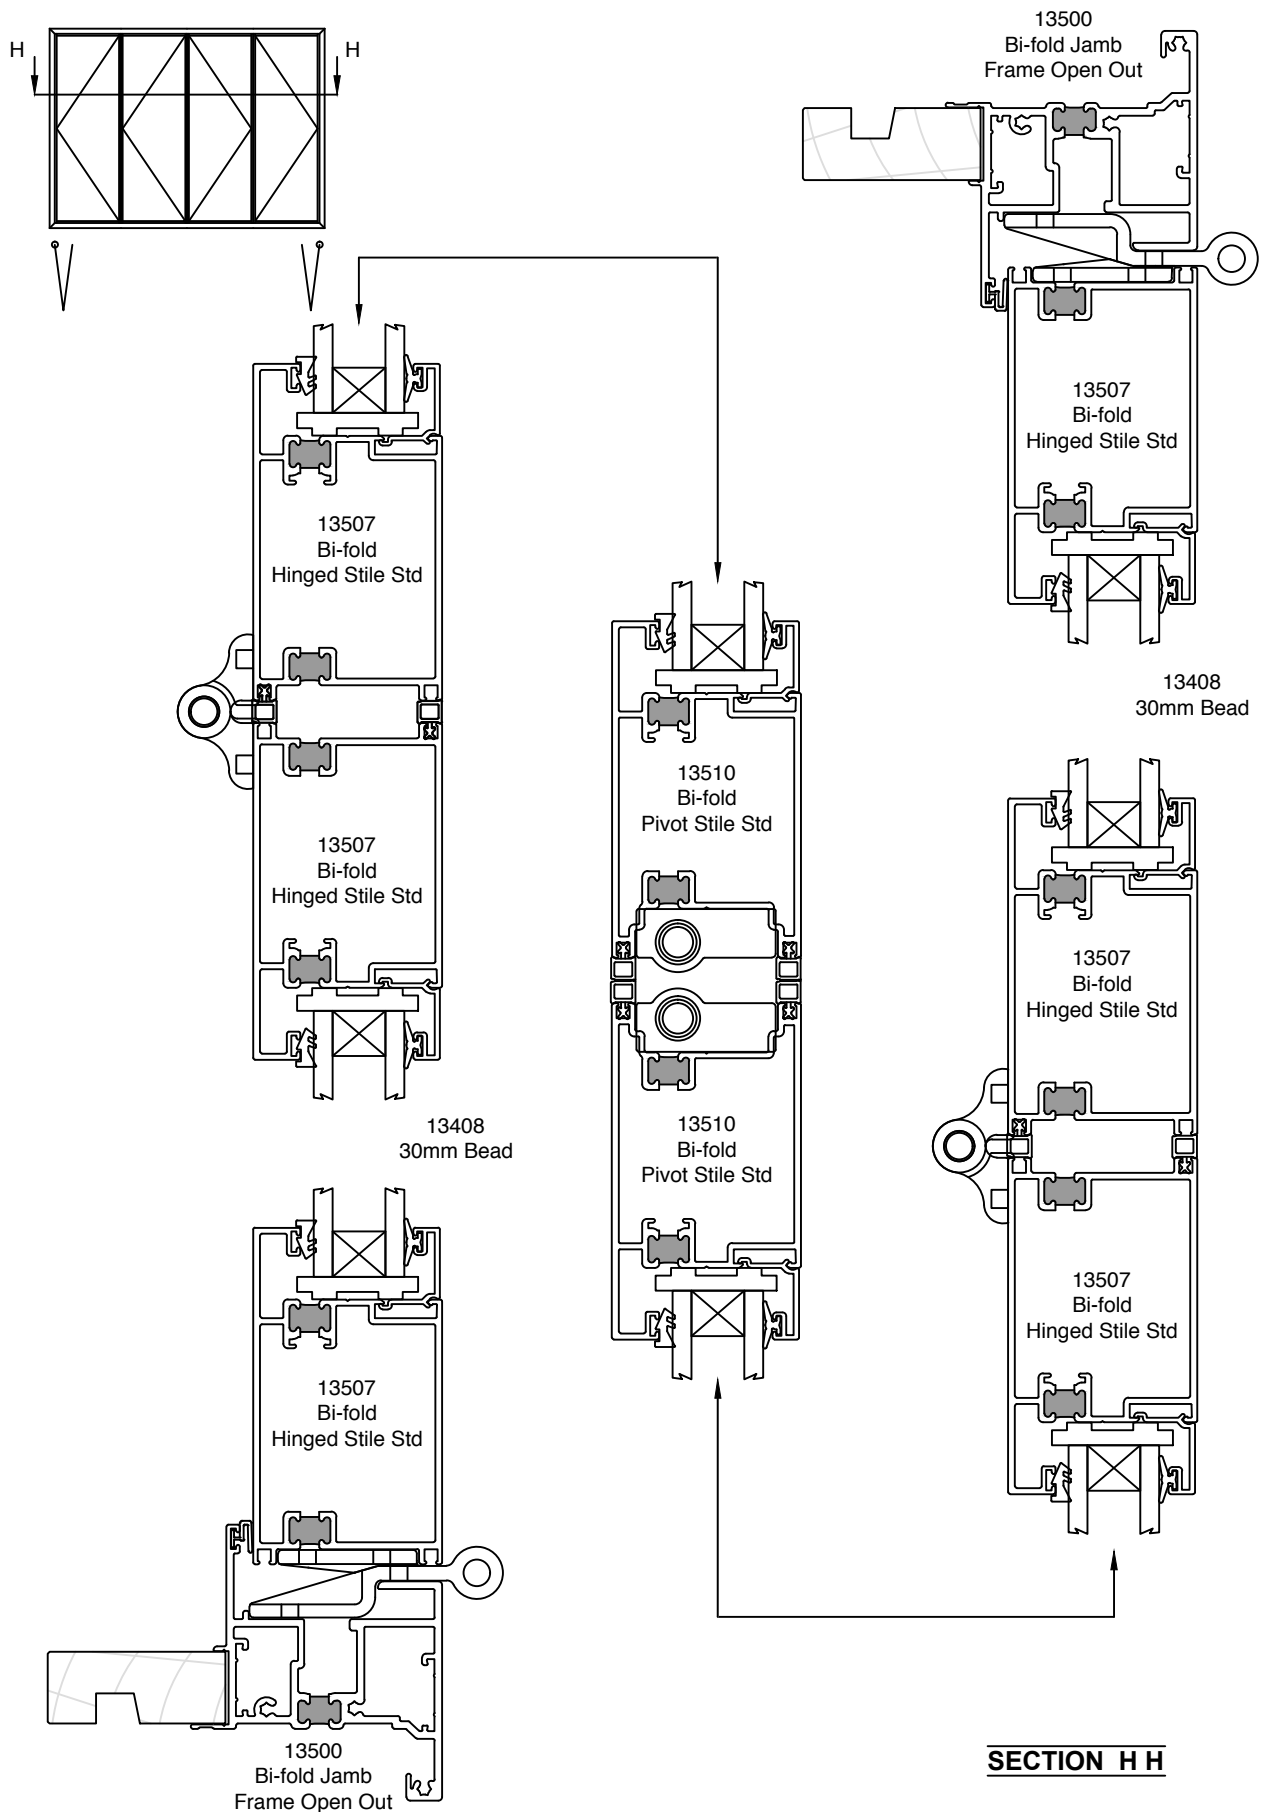 H
H
13500
Bi-fold Jamb
Frame Open Out
13507
Bi-fold
Hinged Stile Std
13507
Bi-fold
Hinged Stile Std
13408
30mm Bead
13510
Bi-fold
Pivot Stile Std
13507
Bi-fold
Hinged Stile Std
13507
Bi-fold
Hinged Stile Std
13408
30mm Bead
13510
Bi-fold
Pivot Stile Std
13507
Bi-fold
Hinged Stile Std
13507
Bi-fold
Hinged Stile Std
13500
Bi-fold Jamb
Frame Open Out
SECTION H H